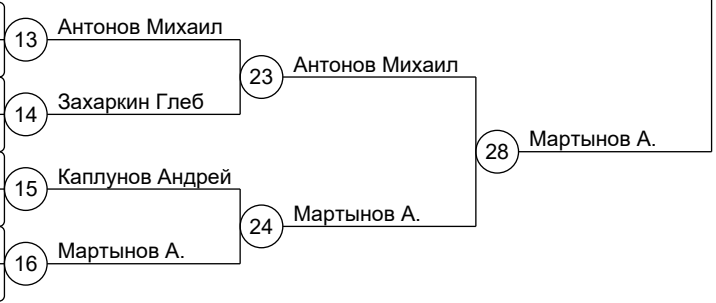 13 Антонов Михаил
23 Антонов Михаил
14 Захаркин Глеб
28 Мартынов А.
15 Каплунов Андрей
24 Мартынов А.
16 Мартынов А.